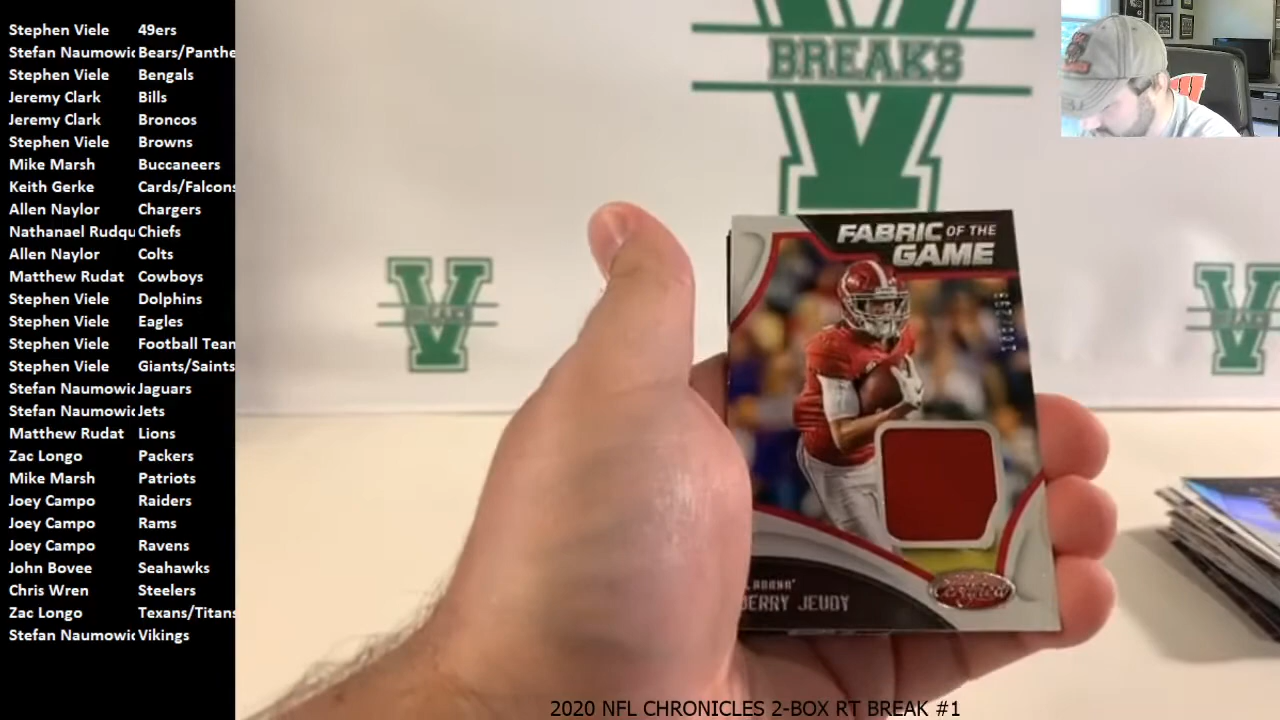 Stephen Viele 49ers
Stefan Naumowic Bears/Panthe
Stephen Viele Bengals
Jeremy Clark Bills
Jeremy Clark Broncos
Stephen Viele Browns
Mike Marsh Buccaneers
Keith Gerke Cards/Falcons
Allen Naylor Chargers
Nathanael Rudqu Chiefs
Allen Naylor Colts
Matthew Rudat Cowboys
Stephen Viele Dolphins
Stephen Viele Eagles
Stephen Viele Football Team
Stephen Viele Giants/Saints
Stefan Naumowic Jaguars
Stefan Naumowic Jets
Matthew Rudat Lions
Zac Longo Packers
Mike Marsh Patriots
Joey Campo Raiders
Joey Campo Rams
Joey Campo Ravens
John Bovee Seahawks
Chris Wren Steelers
Zac Longo Texans/Titans
Stefan Naumowic Vikings
BREAKS
V
V
BREAKS
V
FABRIC OF THE
GAME
JERRY JEUDY
2020 NFL CHRONICLES 2-BOX RT BREAK #1